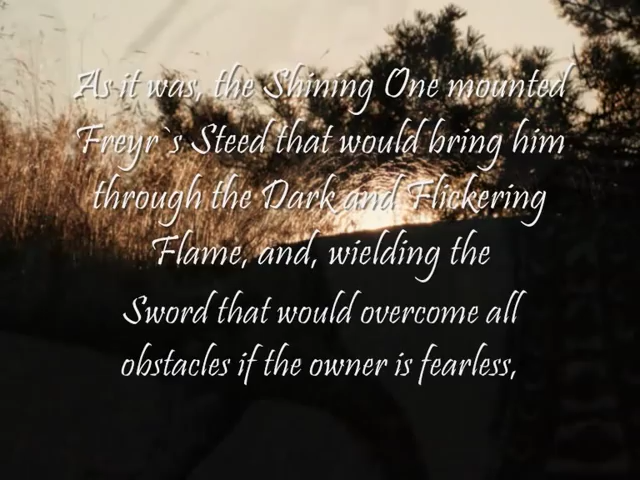 As it was, the Shining One mounted
Freyr`s Steed that would bring him
through the Dark and Flickering
Flame, and, wielding the
Sword that would overcome all
obstacles if the owner is fearless,